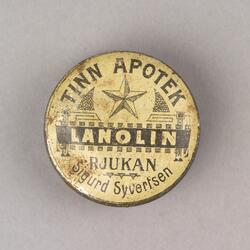 TINN APOTEK
LANOLIN
RJUKAN
Sigurd Syvertsen